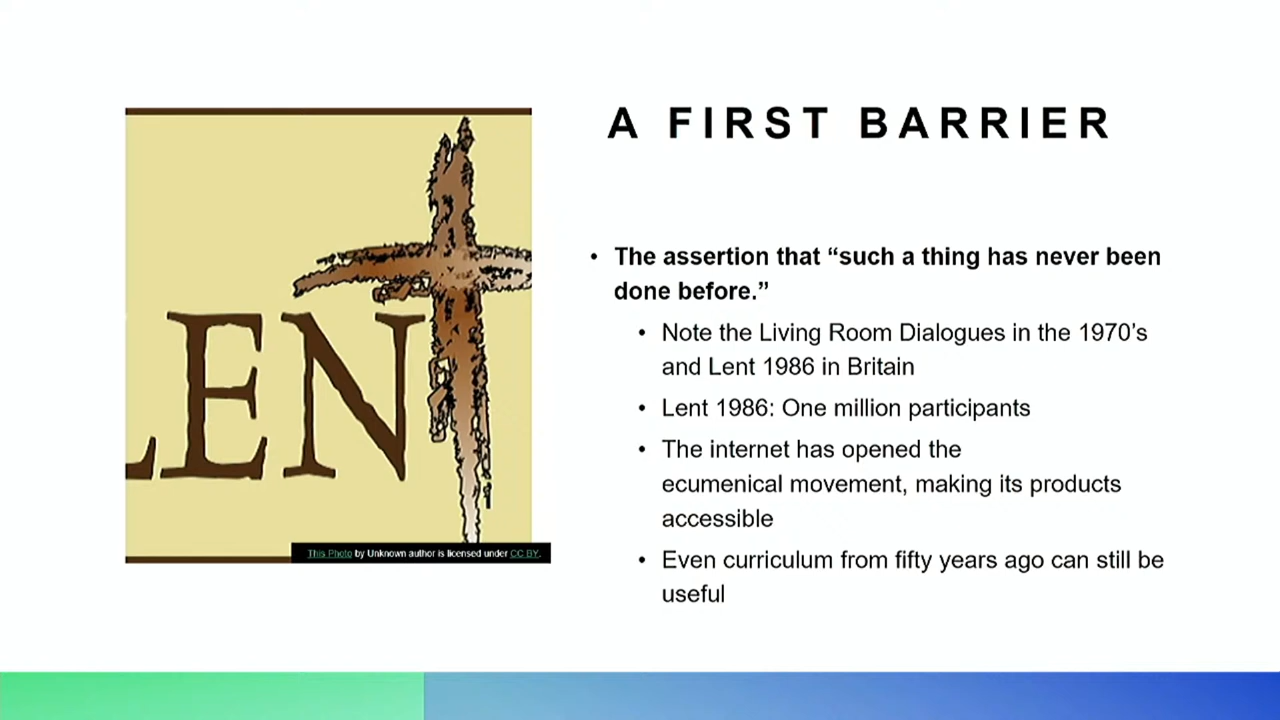 A FIRST BARRIER
LENT
This Photo by Unknown author is licensed under CC BY.
• The assertion that “such a thing has never been
done before.”
• Note the Living Room Dialogues in the 1970’s
and Lent 1986 in Britain
• Lent 1986: One million participants
• The internet has opened the
ecumenical movement, making its products
accessible
• Even curriculum from fifty years ago can still be
useful